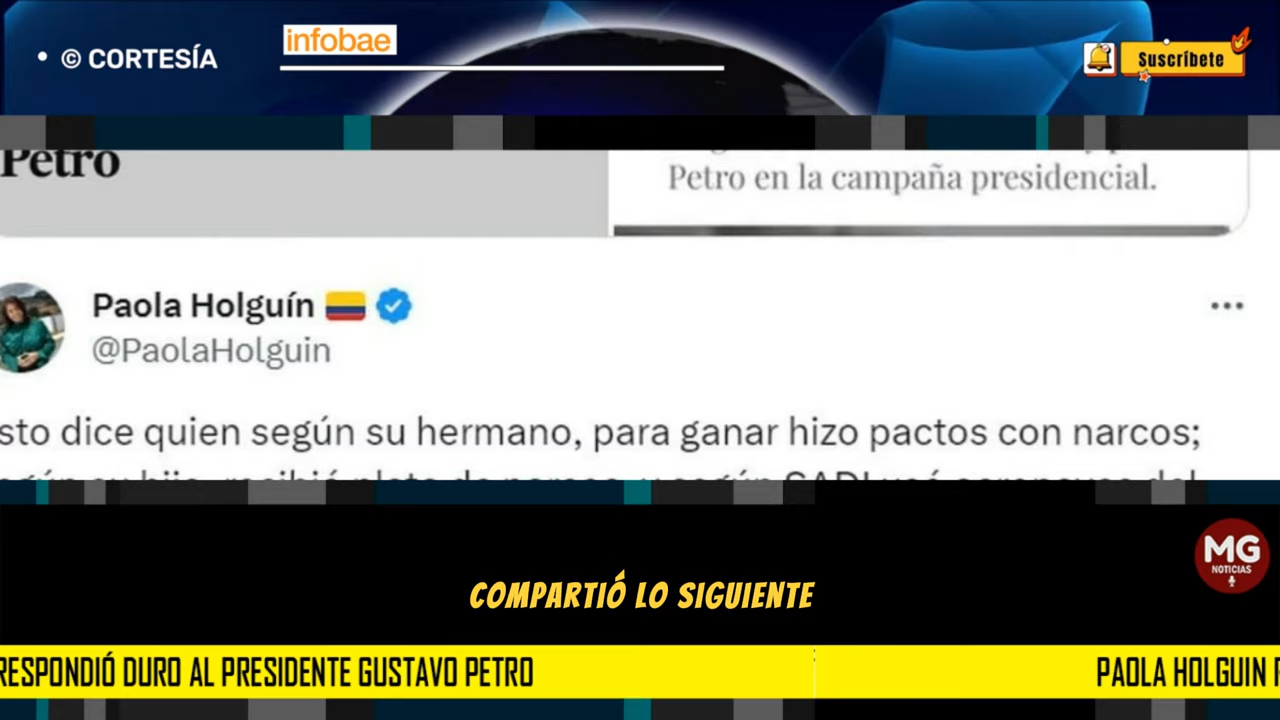 • © CORTESÍA
infobae
Suscríbete
Petro
Petro en la campaña presidencial.
Paola Holguín
@PaolaHolguin
sto dice quien según su hermano, para ganar hizo pactos con narcos;
MG
NOTICIAS
COMPARTIÓ LO SIGUIENTE
RESPONDIÓ DURO AL PRESIDENTE GUSTAVO PETRO
PAOLA HOLGUIN